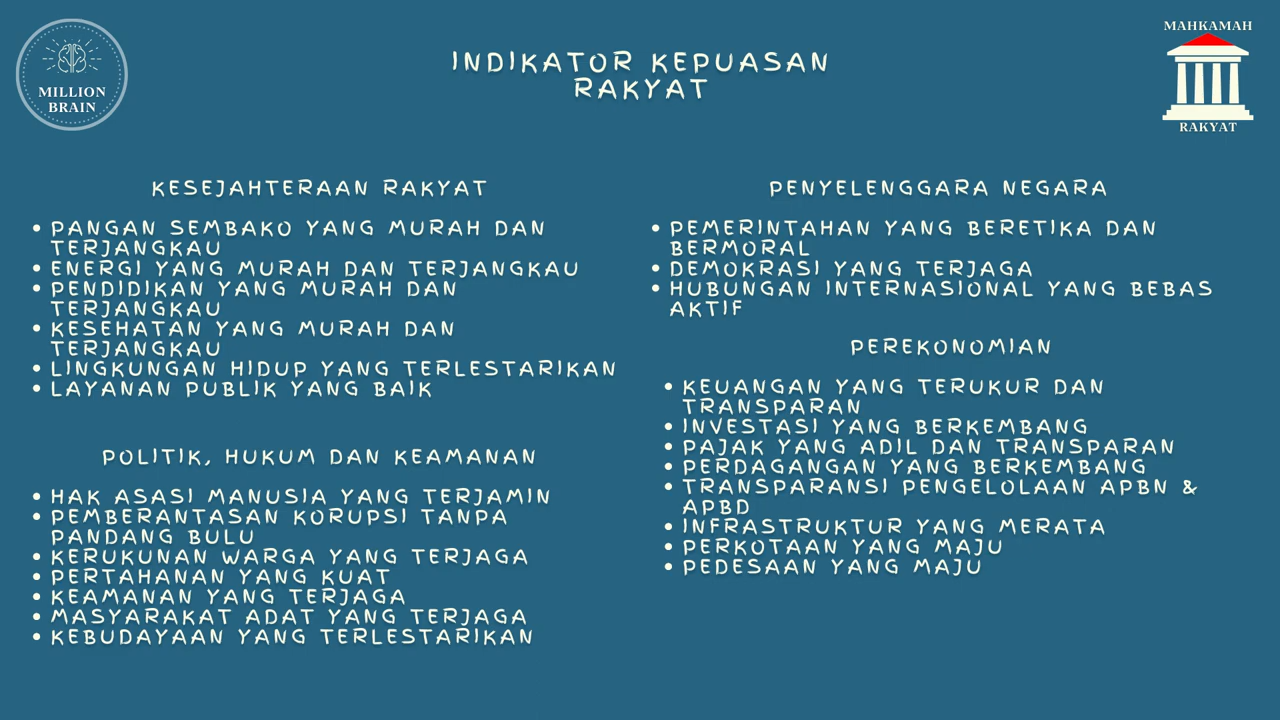 MILLION
BRAIN
INDIKATOR KEPUASAN
RAKYAT
MAHKAMAH
RAKYAT
KESEJAHTERAAN RAKYAT
• PANGAN SEMBAKO YANG MURAH DAN
TERJANGKAU
• ENERGI YANG MURAH DAN TERJANGKAU
• PENDIDIKAN YANG MURAH DAN
TERJANGKAU
• KESEHATAN YANG MURAH DAN
TERJANGKAU
• LINGKUNGAN HIDUP YANG TERLESTARIKAN
• LAYANAN PUBLIK YANG BAIK
POLITIK, HUKUM DAN KEAMANAN
• HAK ASASI MANUSIA YANG TERJAMIN
• PEMBERANTASAN KORUPSI TANPA
PANDANG BULU
• KERUKUNAN WARGA YANG TERJAGA
• PERTAHANAN YANG KUAT
• KEAMANAN YANG TERJAGA
• MASYARAKAT ADAT YANG TERJAGA
• KEBUDAYAAN YANG TERLESTARIKAN
PENYELENGGARA NEGARA
• PEMERINTAHAN YANG BERETIKA DAN
BERMORAL
• DEMOKRASI YANG TERJAGA
• HUBUNGAN INTERNASIONAL YANG BEBAS
AKTIF
PEREKONOMIAN
• KEUANGAN YANG TERUKUR DAN
TRANSPARAN
• INVESTASI YANG BERKEMBANG
• PAJAK YANG ADIL DAN TRANSPARAN
• PERDAGANGAN YANG BERKEMBANG
• TRANSPARANSI PENGELOLAAN APBN &
APBD
• INFRASTRUKTUR YANG MERATA
• PERKOTAAN YANG MAJU
• PEDESAAN YANG MAJU